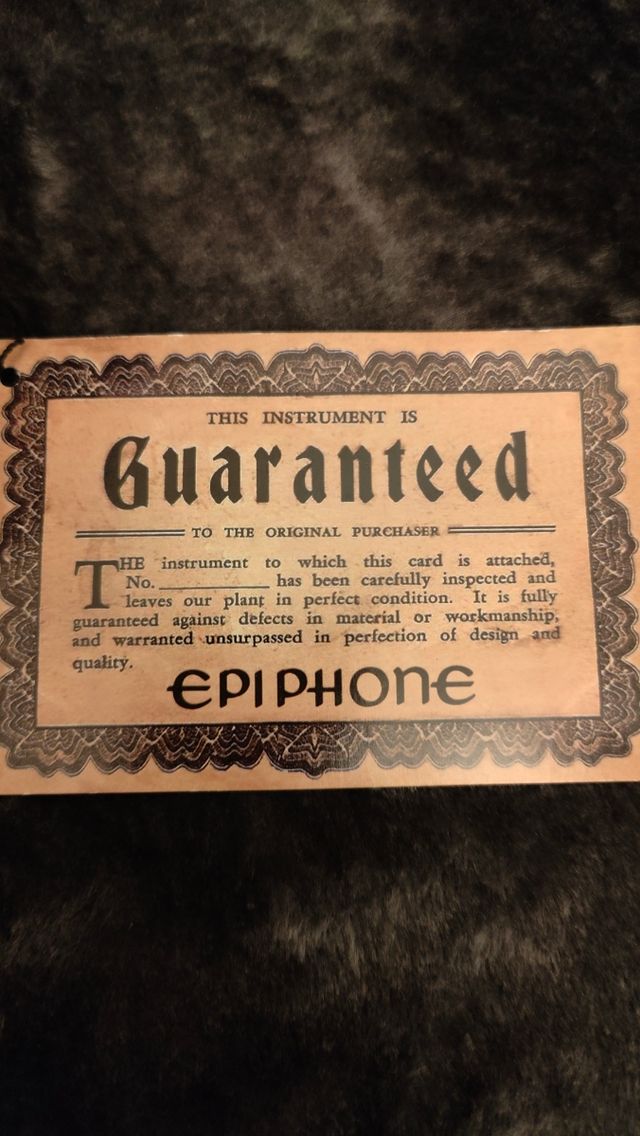 THIS INSTRUMENT IS
Guaranteed
TO THE ORIGINAL PURCHASER
THE instrument to which this card is attached,
No. __________ has been carefully inspected and
leaves our plant in perfect condition. It is fully
guaranteed against defects in material or workmanship,
and warranted unsurpassed in perfection of design and
quality.
EPIPHONE